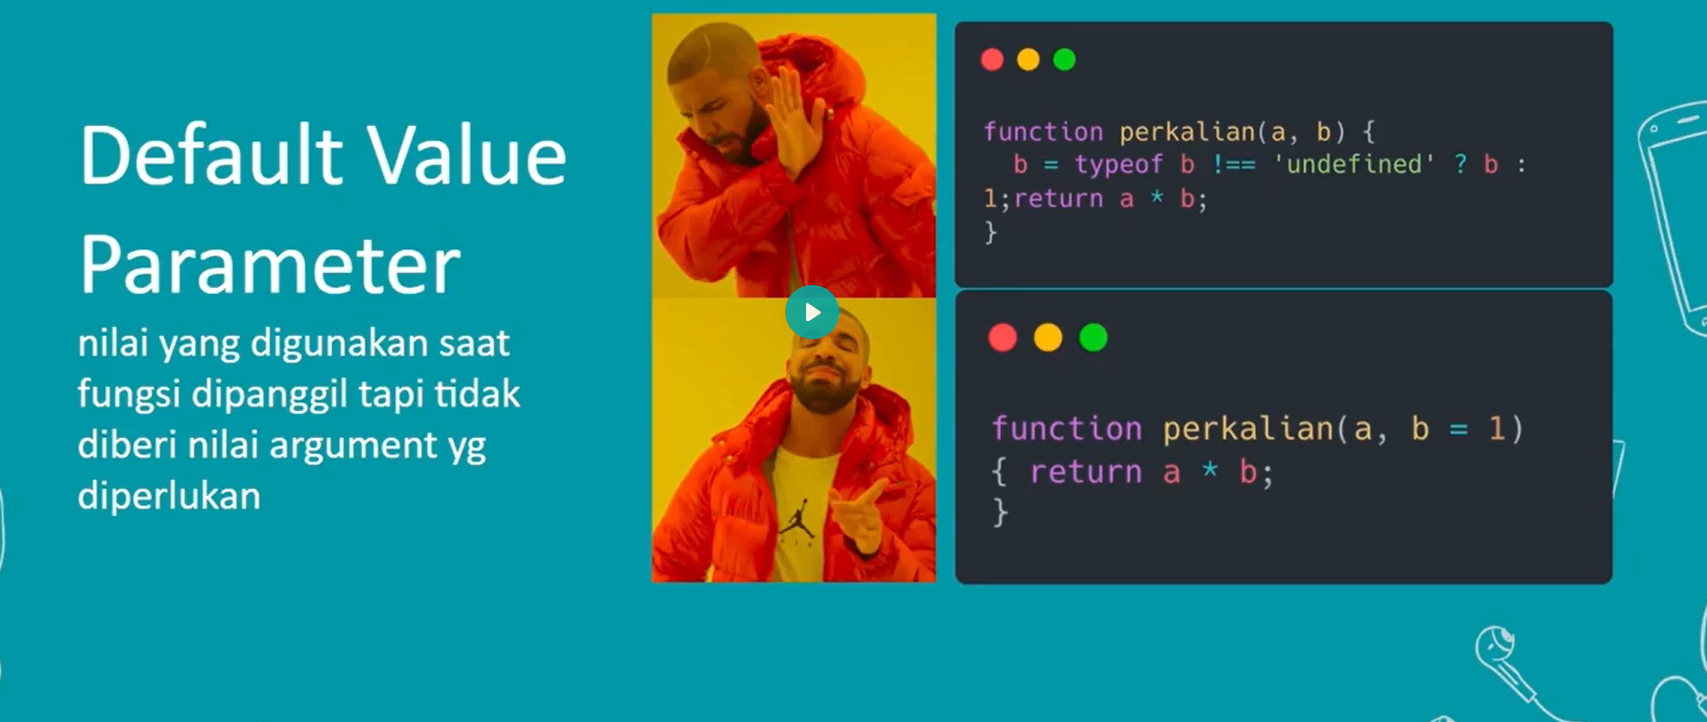 Default Value
Parameter
nilai yang digunakan saat
fungsi dipanggil tapi tidak
diberi nilai argument yg
diperlukan
function perkalian(a, b) {
  b = typeof b !== 'undefined' ? b :
1;return a * b;
}
function perkalian(a, b = 1)
{ return a * b;
}